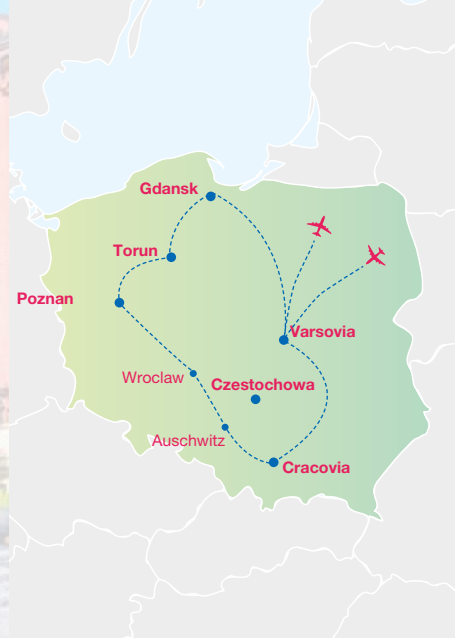 Gdansk
Torun
Poznan
Varsovia
Wroclaw
Czestochowa
Auschwitz
Cracovia